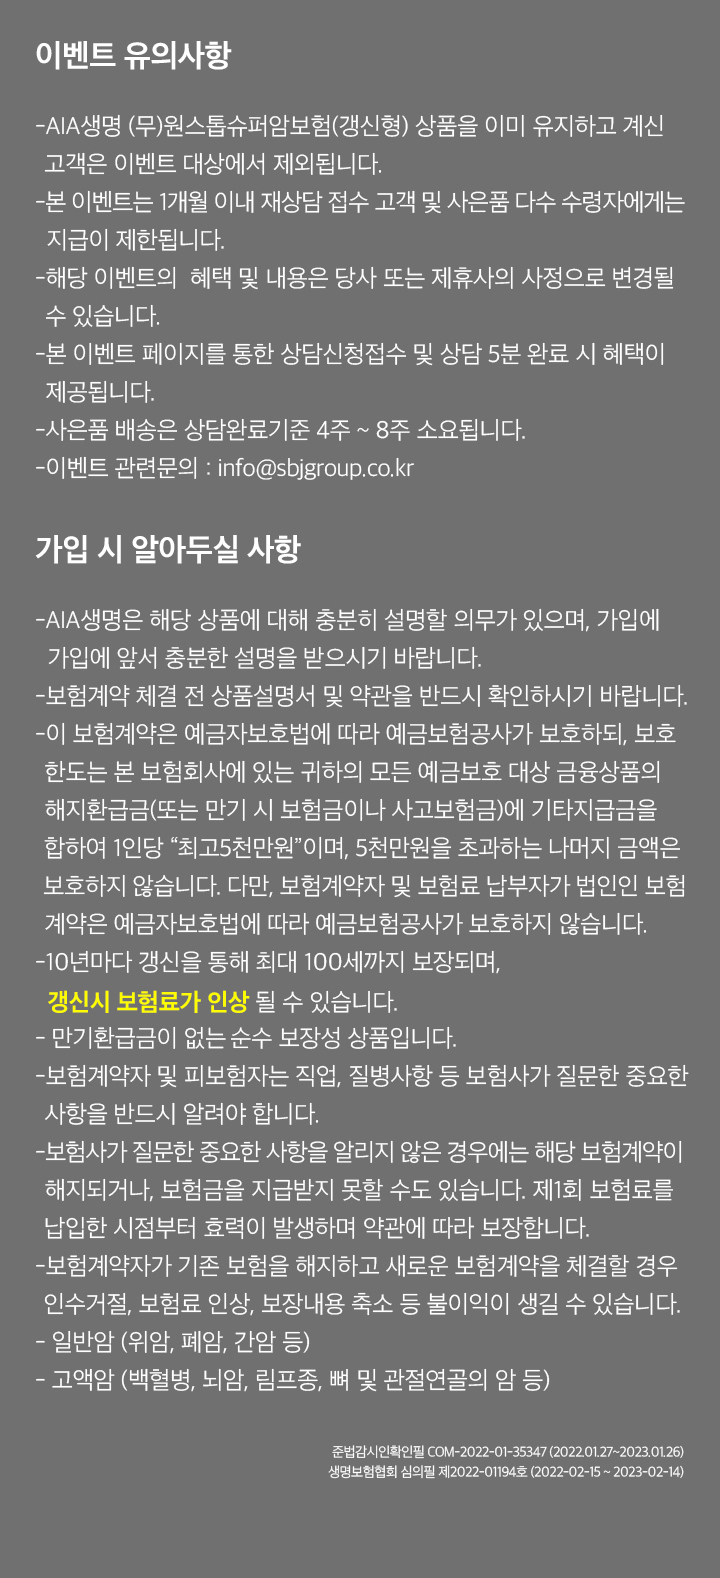 이벤트 유의사항
-AIA생명 (무)원스톱슈퍼암보험(갱신형) 상품을 이미 유지하고 계신
고객은 이벤트 대상에서 제외됩니다.
-본 이벤트는 1개월 이내 재상담 접수 고객 및 사은품 다수 수령자에게는
지급이 제한됩니다.
-해당 이벤트의 혜택 및 내용은 당사 또는 제휴사의 사정으로 변경될
수 있습니다.
-본 이벤트 페이지를 통한 상담신청접수 및 상담 5분 완료 시 혜택이
제공됩니다.
-사은품 배송은 상담완료기준 4주 ~ 8주 소요됩니다.
-이벤트 관련문의 : info@sbjgroup.co.kr
가입 시 알아두실 사항
-AIA생명은 해당 상품에 대해 충분히 설명할 의무가 있으며, 가입에
가입에 앞서 충분한 설명을 받으시기 바랍니다.
-보험계약 체결 전 상품설명서 및 약관을 반드시 확인하시기 바랍니다.
-이 보험계약은 예금자보호법에 따라 예금보험공사가 보호하되, 보호
한도는 본 보험회사에 있는 귀하의 모든 예금보호 대상 금융상품의
해지환급금(또는 만기 시 보험금이나 사고보험금)에 기타지급금을
합하여 1인당 “최고5천만원”이며, 5천만원을 초과하는 나머지 금액은
보호하지 않습니다. 다만, 보험계약자 및 보험료 납부자가 법인인 보험
계약은 예금자보호법에 따라 예금보험공사가 보호하지 않습니다.
-10년마다 갱신을 통해 최대 100세까지 보장되며,
갱신시 보험료가 인상 될 수 있습니다.
- 만기환급금이 없는 순수 보장성 상품입니다.
-보험계약자 및 피보험자는 직업, 질병사항 등 보험사가 질문한 중요한
사항을 반드시 알려야 합니다.
-보험사가 질문한 중요한 사항을 알리지 않은 경우에는 해당 보험계약이
해지되거나, 보험금을 지급받지 못할 수도 있습니다. 제1회 보험료를
납입한 시점부터 효력이 발생하며 약관에 따라 보장합니다.
-보험계약자가 기존 보험을 해지하고 새로운 보험계약을 체결할 경우
인수거절, 보험료 인상, 보장내용 축소 등 불이익이 생길 수 있습니다.
- 일반암 (위암, 폐암, 간암 등)
- 고액암 (백혈병, 뇌암, 림프종, 뼈 및 관절연골의 암 등)
준법감시인확인필 COM-2022-01-35347 (2022.01.27~2023.01.26)
생명보험협회 심의필 제2022-01194호 (2022-02-15 ~ 2023-02-14)